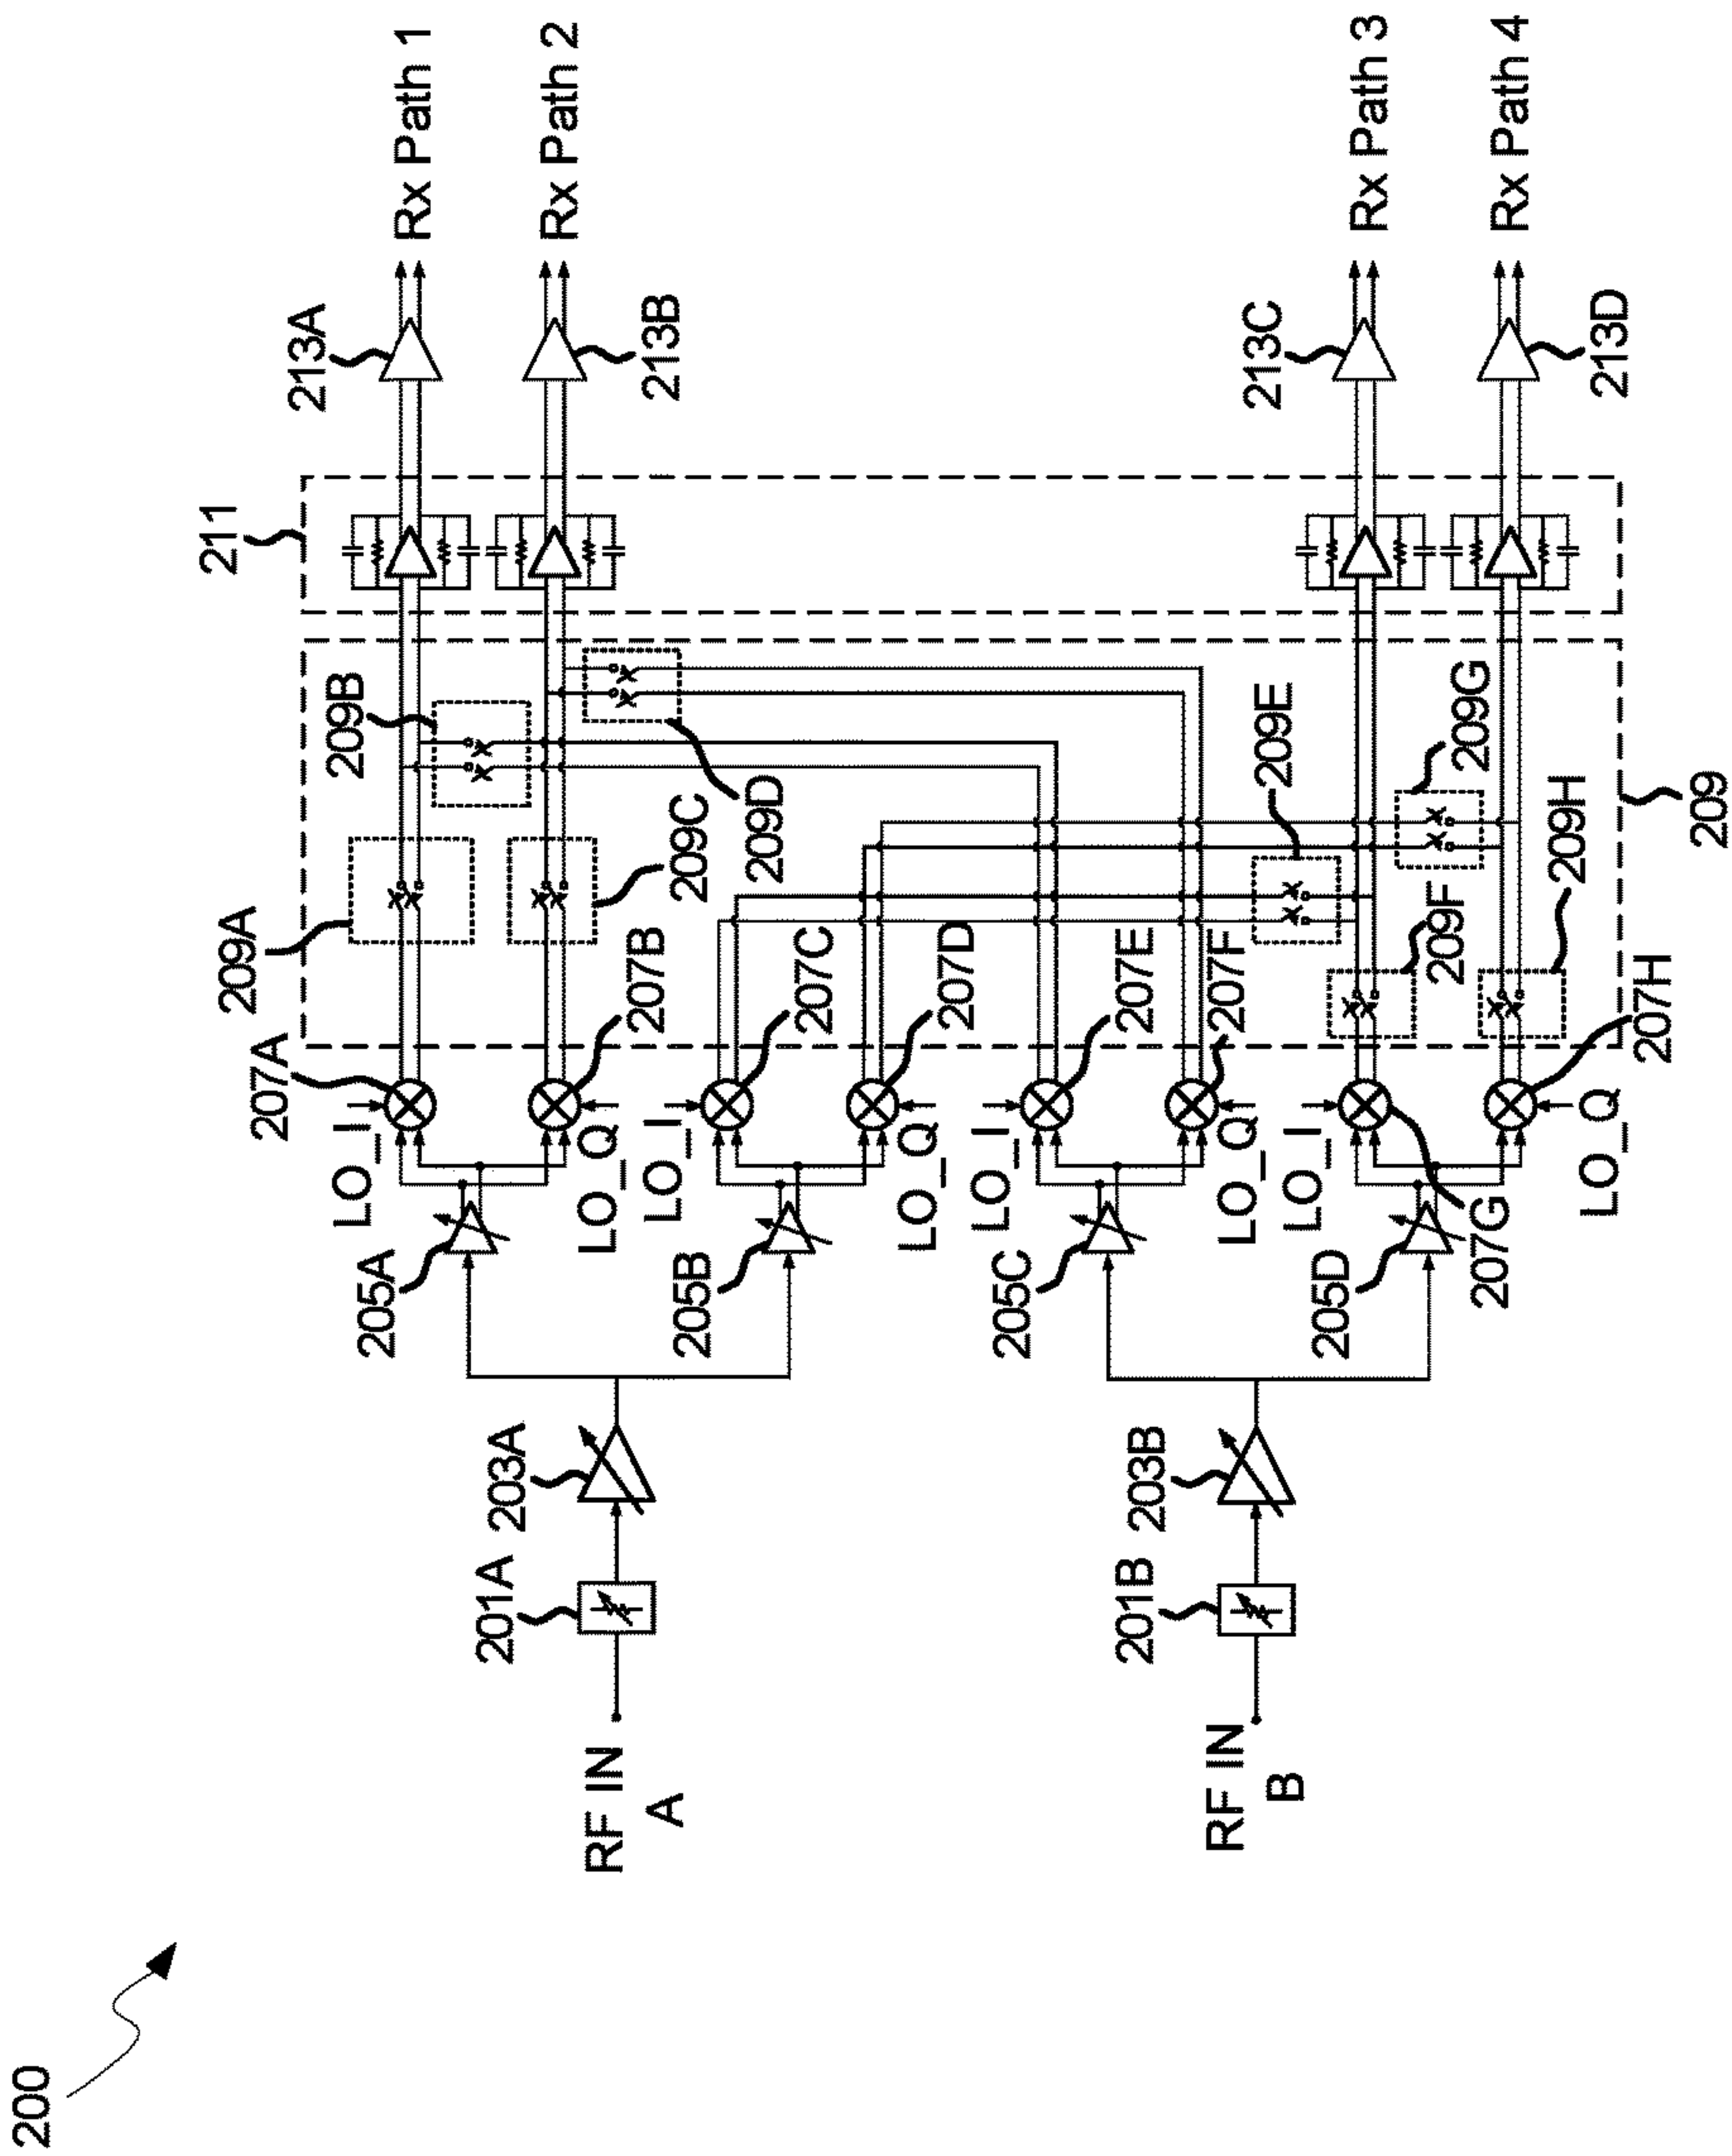 200
RF IN
A
RF IN
B
201A
201B
203A
203B
205A
205B
205C
205D
LO_I
LO_Q
LO_I
LO_Q
LO_I
LO_Q
LO_I
LO_Q
207A
207B
207C
207D
207E
207F
207G
207H
209A
209B
209C
209D
209E
209F
209G
209H
209
211
213A
213B
213C
213D
Rx Path 1
Rx Path 2
Rx Path 3
Rx Path 4